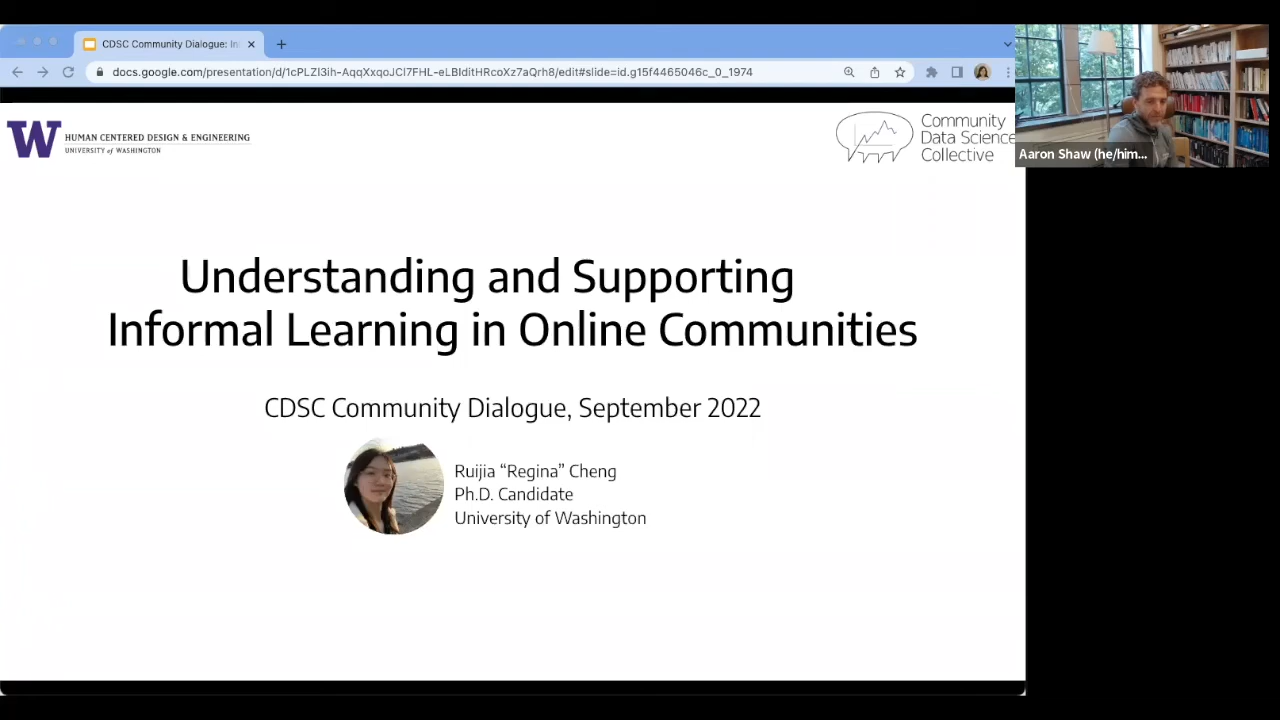 CDSC Community Dialogue: In
docs.google.com/presentation/d/1cPLZl3ih-AqqXxqoJCl7FHL-eLBIditHRcoXz7aQrh8/edit#slide=id.g15f4465046c_0_1974
W HUMAN CENTERED DESIGN & ENGINEERING
UNIVERSITY of WASHINGTON
Community
Data Science
Collective
Aaron Shaw (he/him...
Understanding and Supporting
Informal Learning in Online Communities
CDSC Community Dialogue, September 2022
Ruijia “Regina” Cheng
Ph.D. Candidate
University of Washington